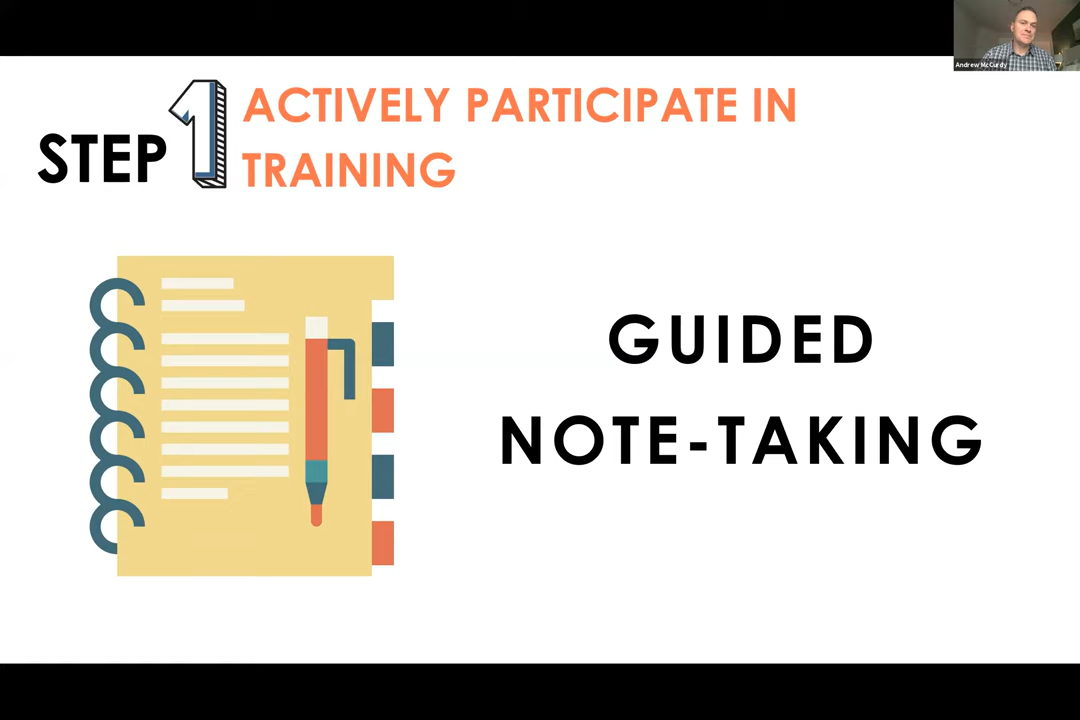 Andrew McCurdy
STEP 1 ACTIVELY PARTICIPATE IN
TRAINING
GUIDED
NOTE-TAKING